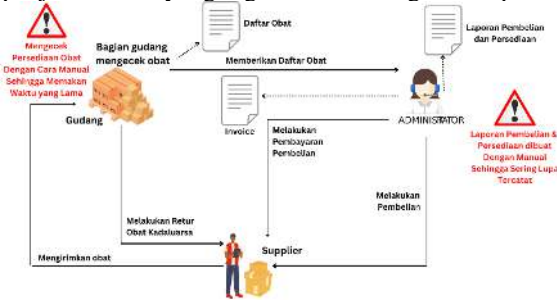 Mengecek
Persediaan Obat
Dengan Cara Manual
Sehingga Memakan
Waktu yang Lama
Bagian gudang
mengecek obat
Daftar Obat
Memberikan Daftar Obat
Laporan Pembelian
dan Persediaan
Gudang
Invoice
ADMINISTRATOR
Melakukan
Pembayaran
Pembelian
Laporan Pembelian &
Persediaan dibuat
Dengan Manual
Sehingga Sering Lupa
Tercatat
Melakukan
Pembelian
Melakukan Retur
Obat Kadaluarsa
Supplier
Mengirimkan obat